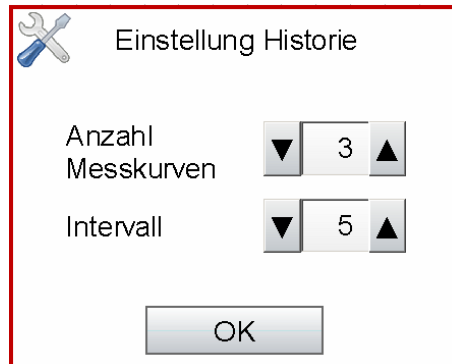 Einstellung Historie
Anzahl
Messkurven
3
Intervall
5
OK